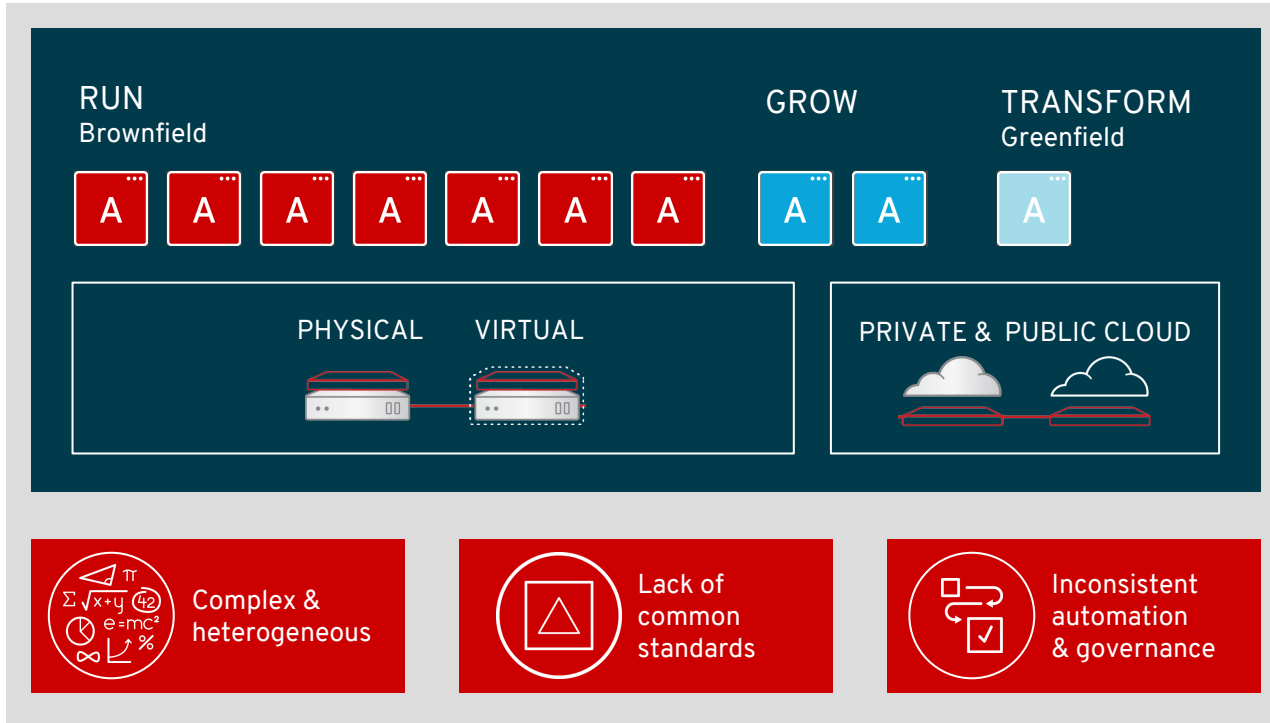 RUN
Brownfield
GROW
TRANSFORM
Greenfield
A A A A A A A A A A
PHYSICAL VIRTUAL
PRIVATE & PUBLIC CLOUD
π
Σ √x+y 42
e=mc²
∞ %
Complex &
heterogeneous
Lack of
common
standards
Inconsistent
automation
& governance